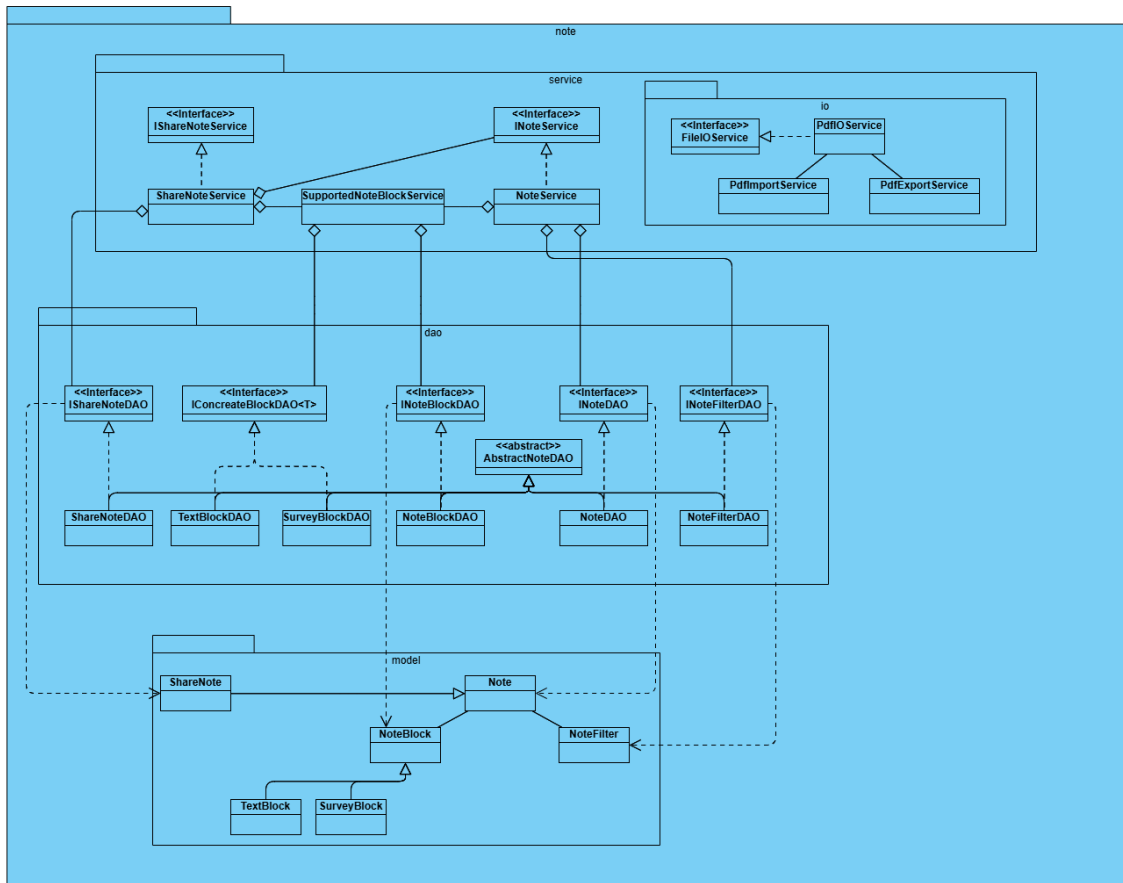 note
service
<<Interface>>
IShareNoteService
<<Interface>>
INoteService
io
<<Interface>>
FileIOService
PdfIOService
PdfImportService
PdfExportService
ShareNoteService
SupportedNoteBlockService
NoteService
dao
<<Interface>>
IShareNoteDAO
<<Interface>>
IConcreateBlockDAO<T>
<<Interface>>
INoteBlockDAO
<<Interface>>
INoteDAO
<<Interface>>
INoteFilterDAO
<<abstract>>
AbstractNoteDAO
ShareNoteDAO
TextBlockDAO
SurveyBlockDAO
NoteBlockDAO
NoteDAO
NoteFilterDAO
model
ShareNote
Note
NoteBlock
NoteFilter
TextBlock
SurveyBlock